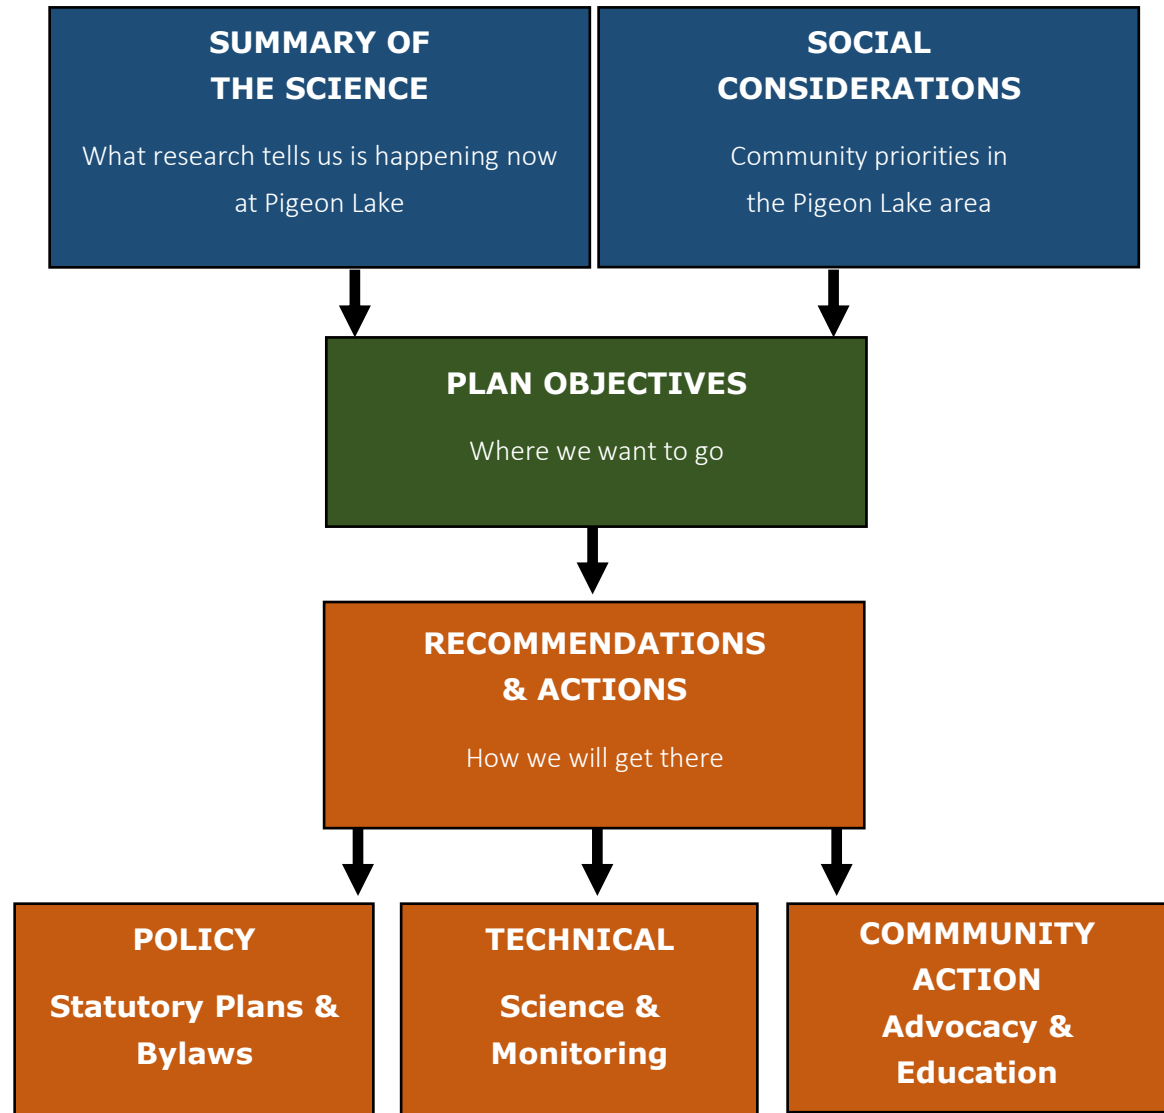 SUMMARY OF
THE SCIENCE
What research tells us is happening now
at Pigeon Lake
SOCIAL
CONSIDERATIONS
Community priorities in
the Pigeon Lake area
PLAN OBJECTIVES
Where we want to go
RECOMMENDATIONS
& ACTIONS
How we will get there
POLICY
Statutory Plans &
Bylaws
TECHNICAL
Science &
Monitoring
COMMMUNITY
ACTION
Advocacy &
Education